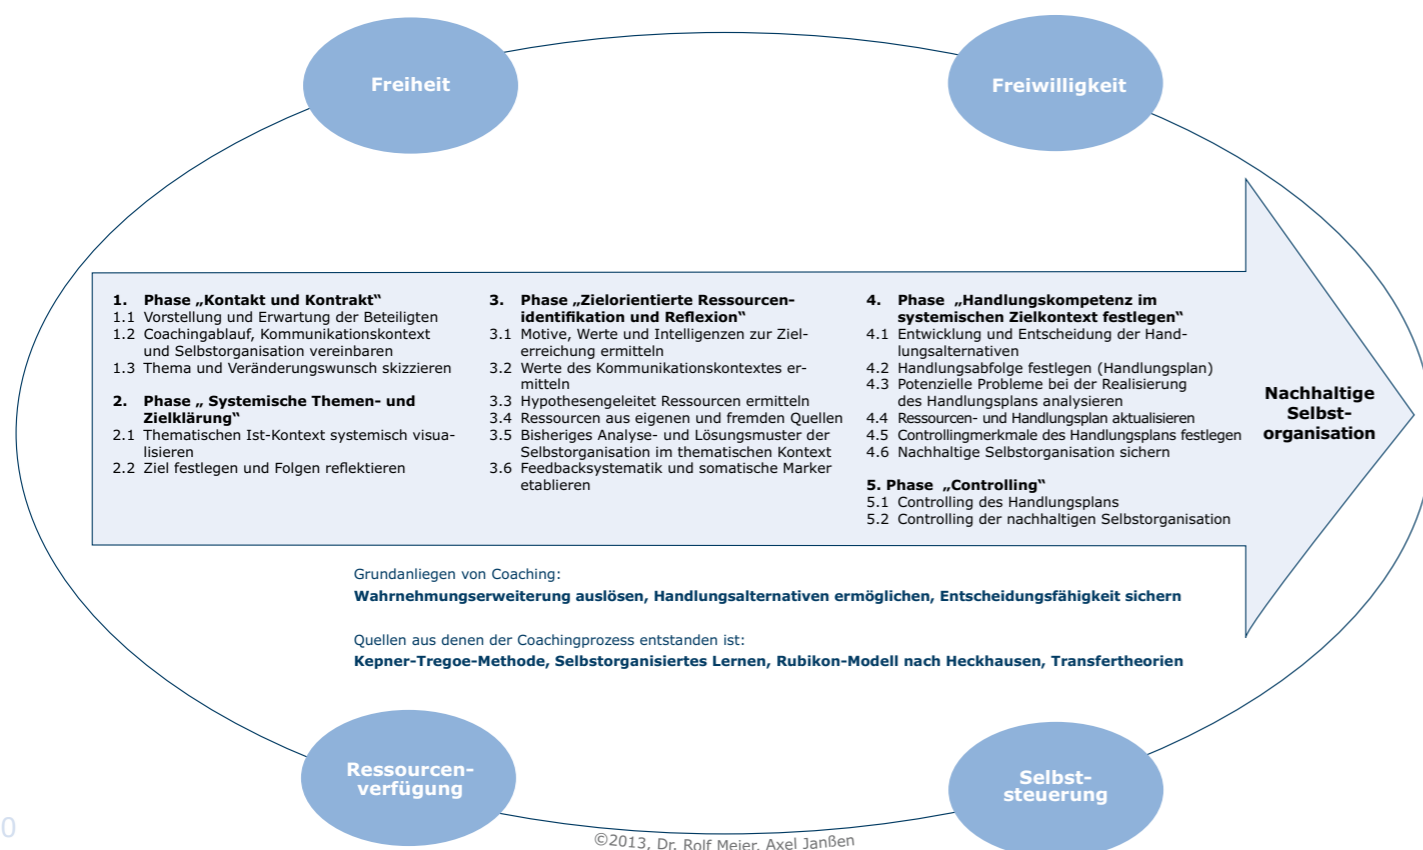 Freiheit
Freiwilligkeit
1. Phase „Kontakt und Kontrakt“
1.1 Vorstellung und Erwartung der Beteiligten
1.2 Coachingablauf, Kommunikationskontext
und Selbstorganisation vereinbaren
1.3 Thema und Veränderungswunsch skizzieren
2. Phase „ Systemische Themen- und
Zielklärung“
2.1 Thematischen Ist-Kontext systemisch visua-
lisieren
2.2 Ziel festlegen und Folgen reflektieren
3. Phase „Zielorientierte Ressourcen-
identifikation und Reflexion“
3.1 Motive, Werte und Intelligenzen zur Ziel-
erreichung ermitteln
3.2 Werte des Kommunikationskontextes er-
mitteln
3.3 Hypothesengeleitet Ressourcen ermitteln
3.4 Ressourcen aus eigenen und fremden Quellen
3.5 Bisheriges Analyse- und Lösungsmuster der
Selbstorganisation im thematischen Kontext
3.6 Feedbacksystematik und somatische Marker
etablieren
4. Phase „Handlungskompetenz im
systemischen Zielkontext festlegen“
4.1 Entwicklung und Entscheidung der Hand-
lungsalternativen
4.2 Handlungsabfolge festlegen (Handlungsplan)
4.3 Potenzielle Probleme bei der Realisierung
des Handlungsplans analysieren
4.4 Ressourcen- und Handlungsplan aktualisieren
4.5 Controllingmerkmale des Handlungsplans festlegen
4.6 Nachhaltige Selbstorganisation sichern
5. Phase „Controlling“
5.1 Controlling des Handlungsplans
5.2 Controlling der nachhaltigen Selbstorganisation
Nachhaltige
Selbst-
organisation
Grundanliegen von Coaching:
Wahrnehmungserweiterung auslösen, Handlungsalternativen ermöglichen, Entscheidungsfähigkeit sichern
Quellen aus denen der Coachingprozess entstanden ist:
Kepner-Tregoe-Methode, Selbstorganisiertes Lernen, Rubikon-Modell nach Heckhausen, Transfertheorien
Ressourcen-
verfügung
Selbst-
steuerung
0
©2013, Dr. Rolf Meier, Axel Janßen